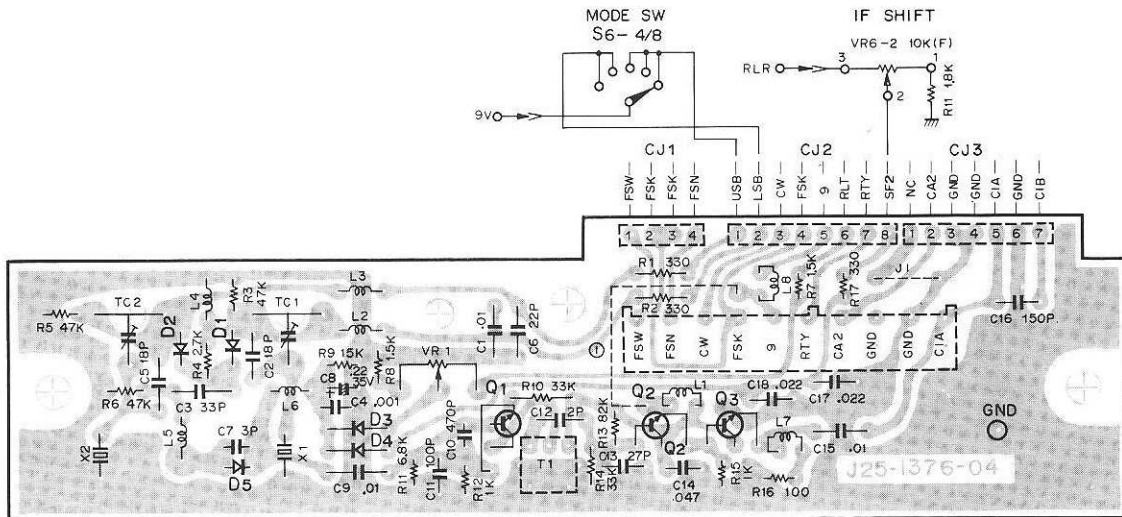 MODE SW
S6- 4/8
IF SHIFT
VR6-2 10K(F)
RLR
3
1
2
R11 1.8K
9V
CJ1
CJ2
CJ3
FSW
FSK
FSK
FSN
USB
LSB
CW
FSK
9
RLT
RTY
SF2
NC
CA2
GND
GND
CIA
GND
CIB
1 2 3 4
1 2 3 4 5 6 7 8
1 2 3 4 5 6 7
R1 330
R2 330
L8
R7 1.5K
R17 330
J1
C16 150P
FSW
FSN
CW
FSK
9
RTY
CA2
GND
GND
CIA
L3
L4
R3 47K
TC2
TC1
R5 47K
D2
D1
L2
C1 .01
C6 22P
C5 18P
R4 2.7K
C2 18P
R9 15K
R8 1.5K
VR1
C8 .22 35V
R6 47K
C3 33P
L6
C4 .001
Q1
R10 33K
Q2
L1
Q3
C18 .022
C17 .022
L5
C7 3P
D3
D4
C10 470P
C12 2P
R13 82K
L7
GND
X2
D5
X1
C9 .01
R11 6.8K
C11 100P
R12 1K
T1
R14 33K
C13 27P
Q2
C14 .047
R15 1K
R16 100
C15 .01
J25-1376-04